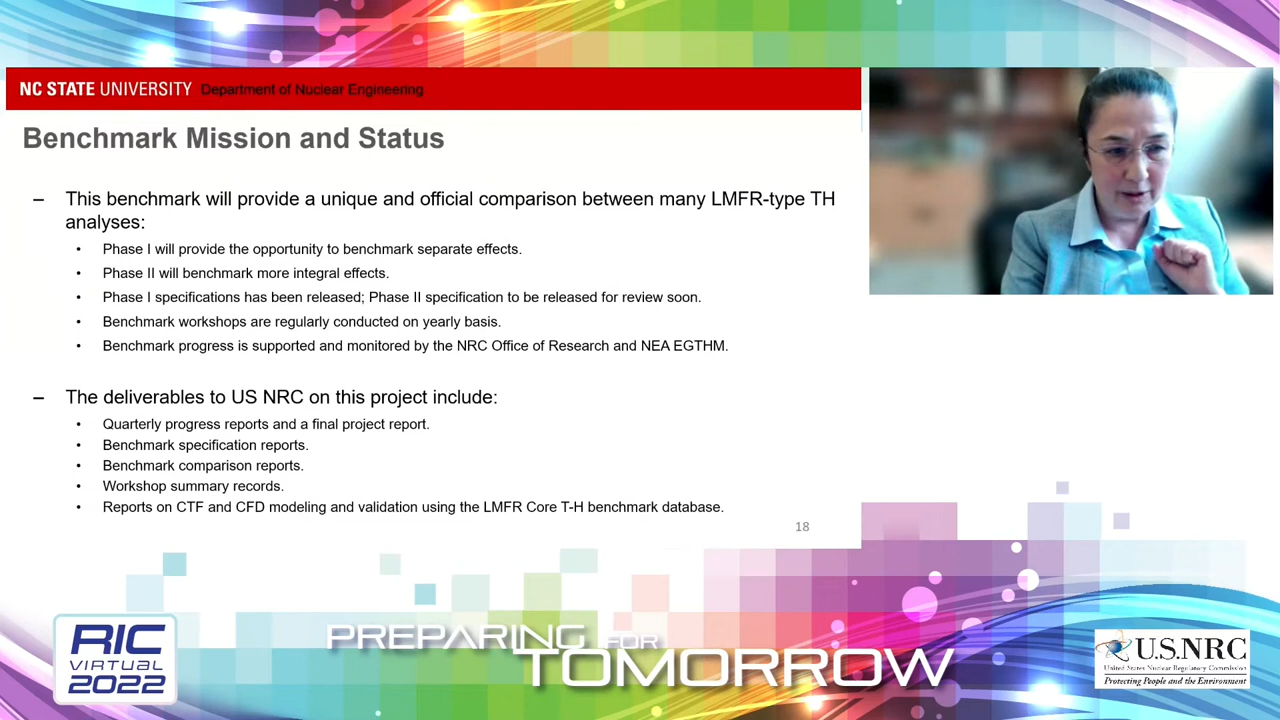 NC STATE UNIVERSITY Department of Nuclear Engineering
Benchmark Mission and Status
– This benchmark will provide a unique and official comparison between many LMFR-type TH
analyses:
• Phase I will provide the opportunity to benchmark separate effects.
• Phase II will benchmark more integral effects.
• Phase I specifications has been released; Phase II specification to be released for review soon.
• Benchmark workshops are regularly conducted on yearly basis.
• Benchmark progress is supported and monitored by the NRC Office of Research and NEA EGTHM.
– The deliverables to US NRC on this project include:
• Quarterly progress reports and a final project report.
• Benchmark specification reports.
• Benchmark comparison reports.
• Workshop summary records.
• Reports on CTF and CFD modeling and validation using the LMFR Core T-H benchmark database.
18
RIC
VIRTUAL
2022
PREPARING FOR
TOMORROW
U.S.NRC
United States Nuclear Regulatory Commission
Protecting People and the Environment